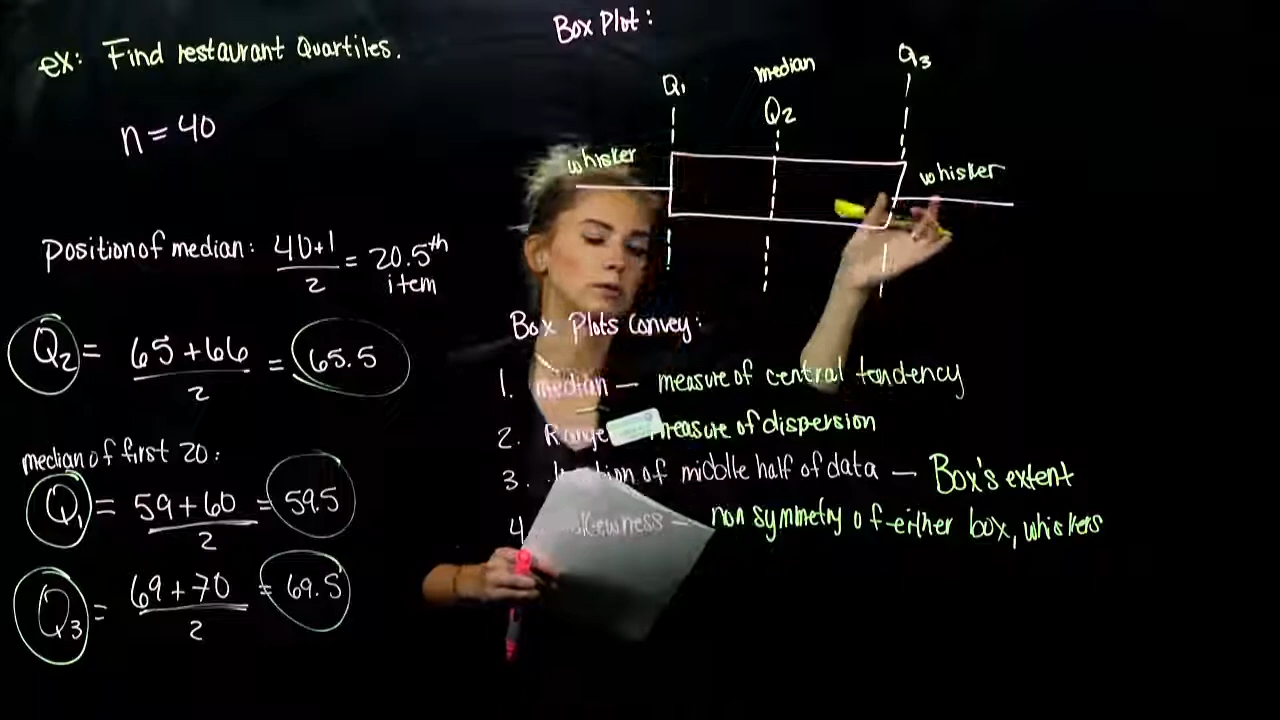 ex: Find restaurant Quartiles.
n = 40
Position of median: 40+1/2 = 20.5th item
Q2 = 65 + 66/2 = 65.5
median of first 20:
Q1 = 59 + 60/2 = 59.5
Q3 = 69 + 70/2 = 69.5
Box Plot:
Q1
median
Q2
Q3
whisker
whisker
Box Plots Convey:
1. median — measure of central tendency
2. Range measure of dispersion
3. of middle half of data — Box's extent
4 skewness — non symmetry of either box, whiskers